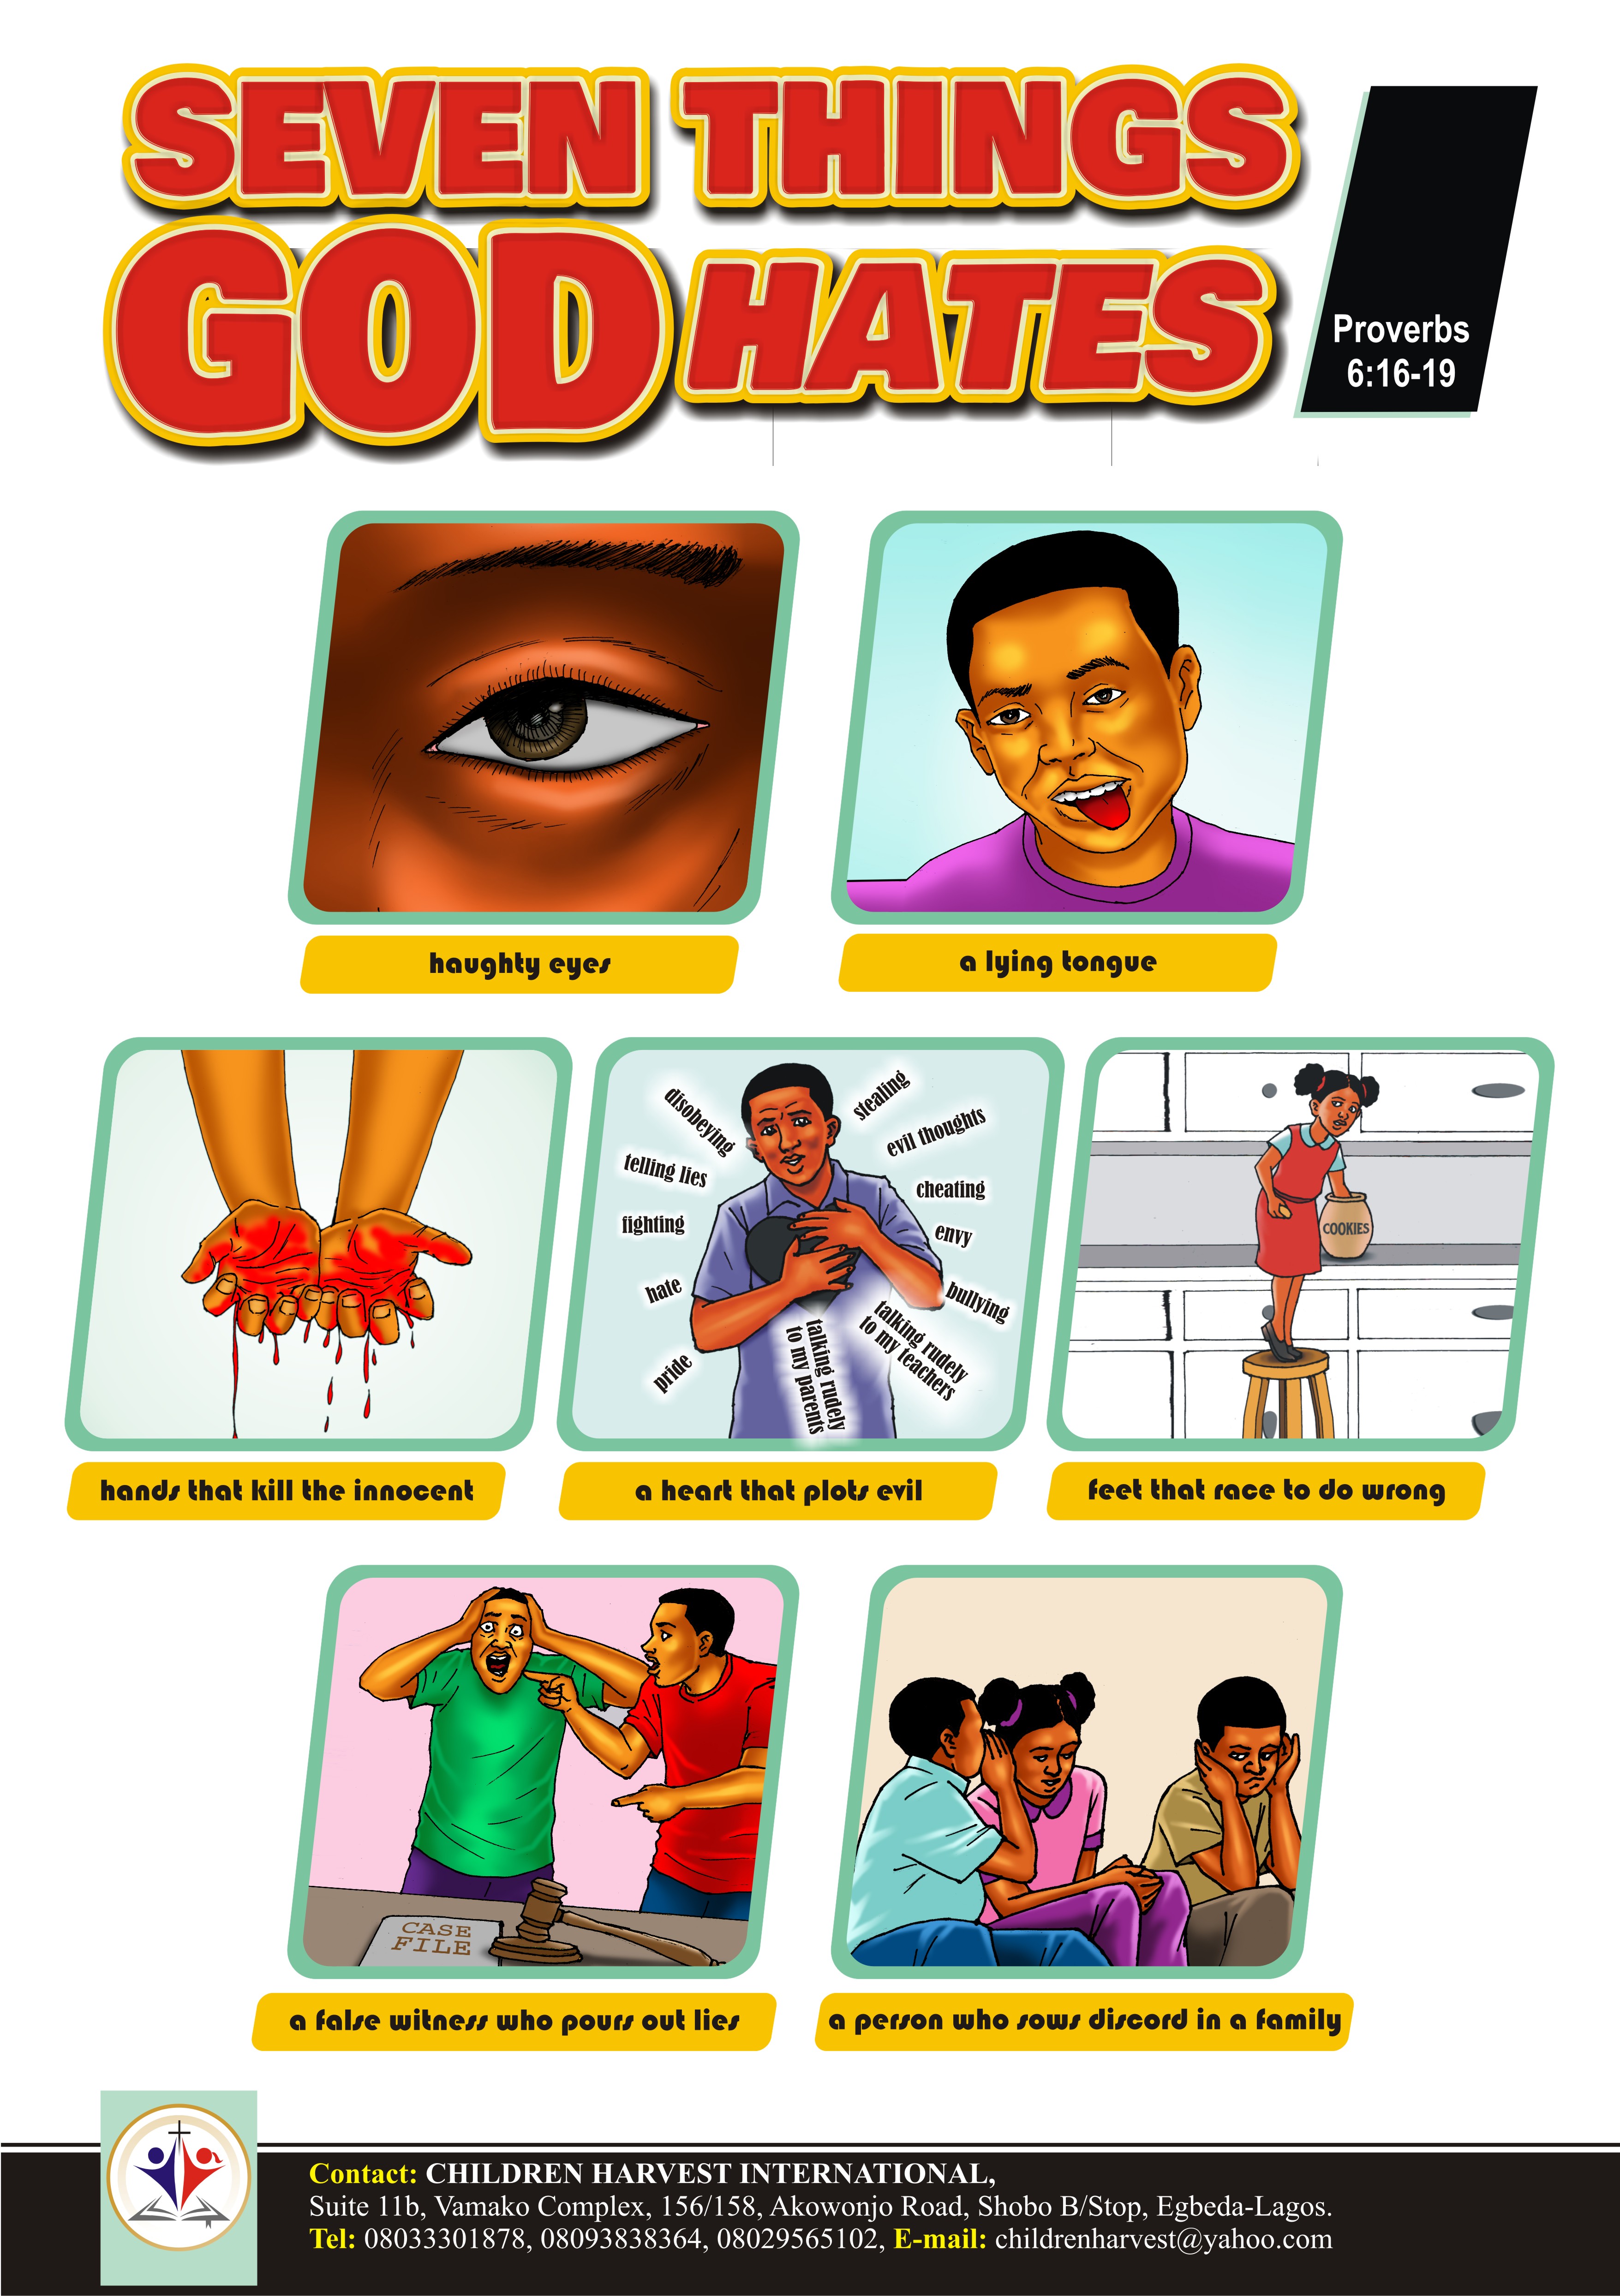 SEVEN THINGS
GOD HATES
Proverbs
6:16-19
haughty eyes
a lying tongue
disobeying
telling lies
fighting
hate
pride
stealing
evil thoughts
cheating
envy
bullying
talking rudely
to my teachers
talking rudely
to my parents
COOKIES
hands that kill the innocent
a heart that plots evil
feet that race to do wrong
CASE
FILE
a false witness who pours out lies
a person who sows discord in a family
Contact: CHILDREN HARVEST INTERNATIONAL,
Suite 11b, Vamako Complex, 156/158, Akowonjo Road, Shobo B/Stop, Egbeda-Lagos.
Tel: 08033301878, 08093838364, 08029565102, E-mail: childrenharvest@yahoo.com